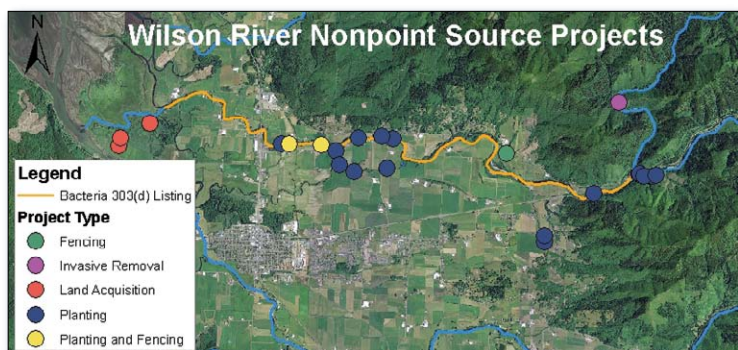 Wilson River Nonpoint Source Projects
N
Legend
Bacteria 303(d) Listing
Project Type
Fencing
Invasive Removal
Land Acquisition
Planting
Planting and Fencing